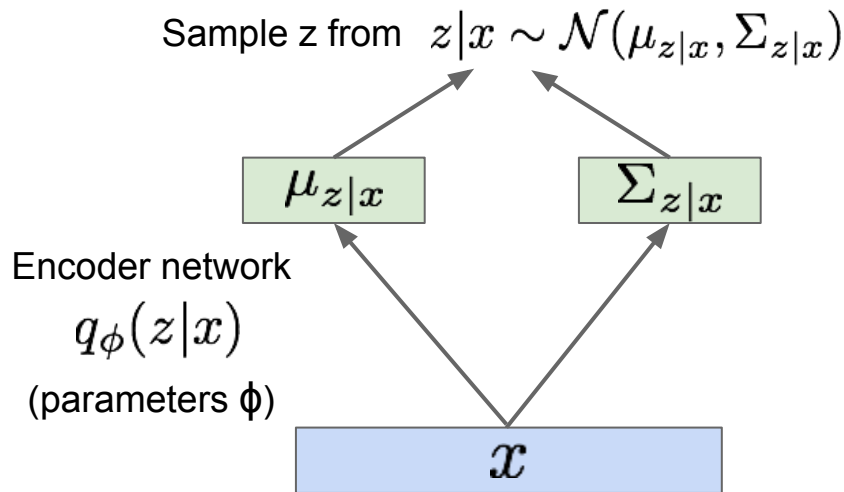 Sample z from z|x ∼ 𝒩(μ_{z|x}, Σ_{z|x})
μ_{z|x}
Σ_{z|x}
Encoder network
q_ϕ(z|x)
(parameters ϕ)
x